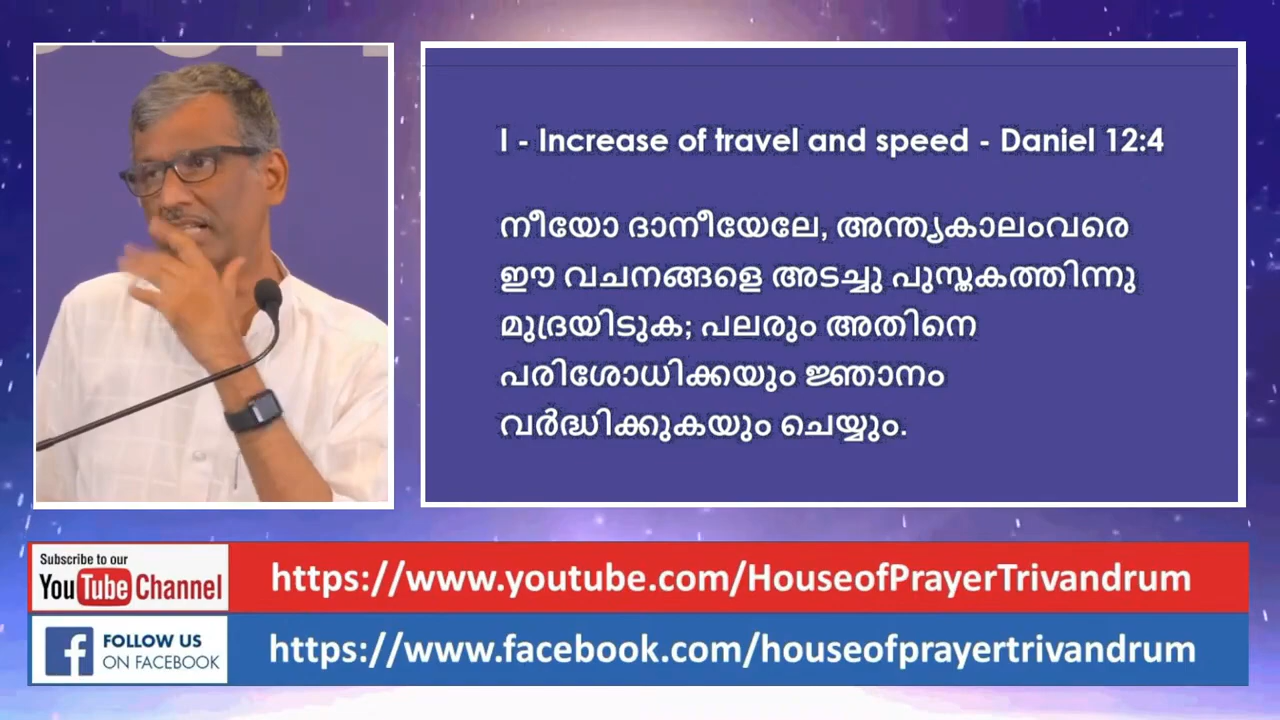 I - Increase of travel and speed - Daniel 12:4
നീയോ ദാനീയേലേ, അന്ത്യകാലംവരെ
ഈ വചനങ്ങളെ അടച്ചു പുസ്തകത്തിന്നു
മുദ്രയിടുക; പലരും അതിനെ
പരിശോധിക്കയും ജ്ഞാനം
വർദ്ധിക്കുകയും ചെയ്യും.
Subscribe to our
YouTube Channel
https://www.youtube.com/HouseofPrayerTrivandrum
FOLLOW US
ON FACEBOOK
https://www.facebook.com/houseofprayertrivandrum